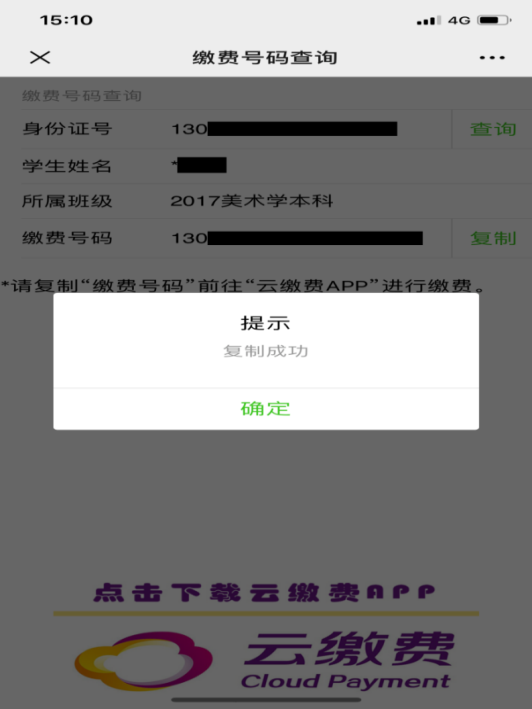 15:10 4G
缴费号码查询
缴费号码查询
身份证号 130 查询
学生姓名 *
所属班级 2017美术学本科
缴费号码 130 复制
*请复制“缴费号码”前往“云缴费APP”进行缴费。
提示
复制成功
确定
点击下载云缴费APP
云缴费
Cloud Payment